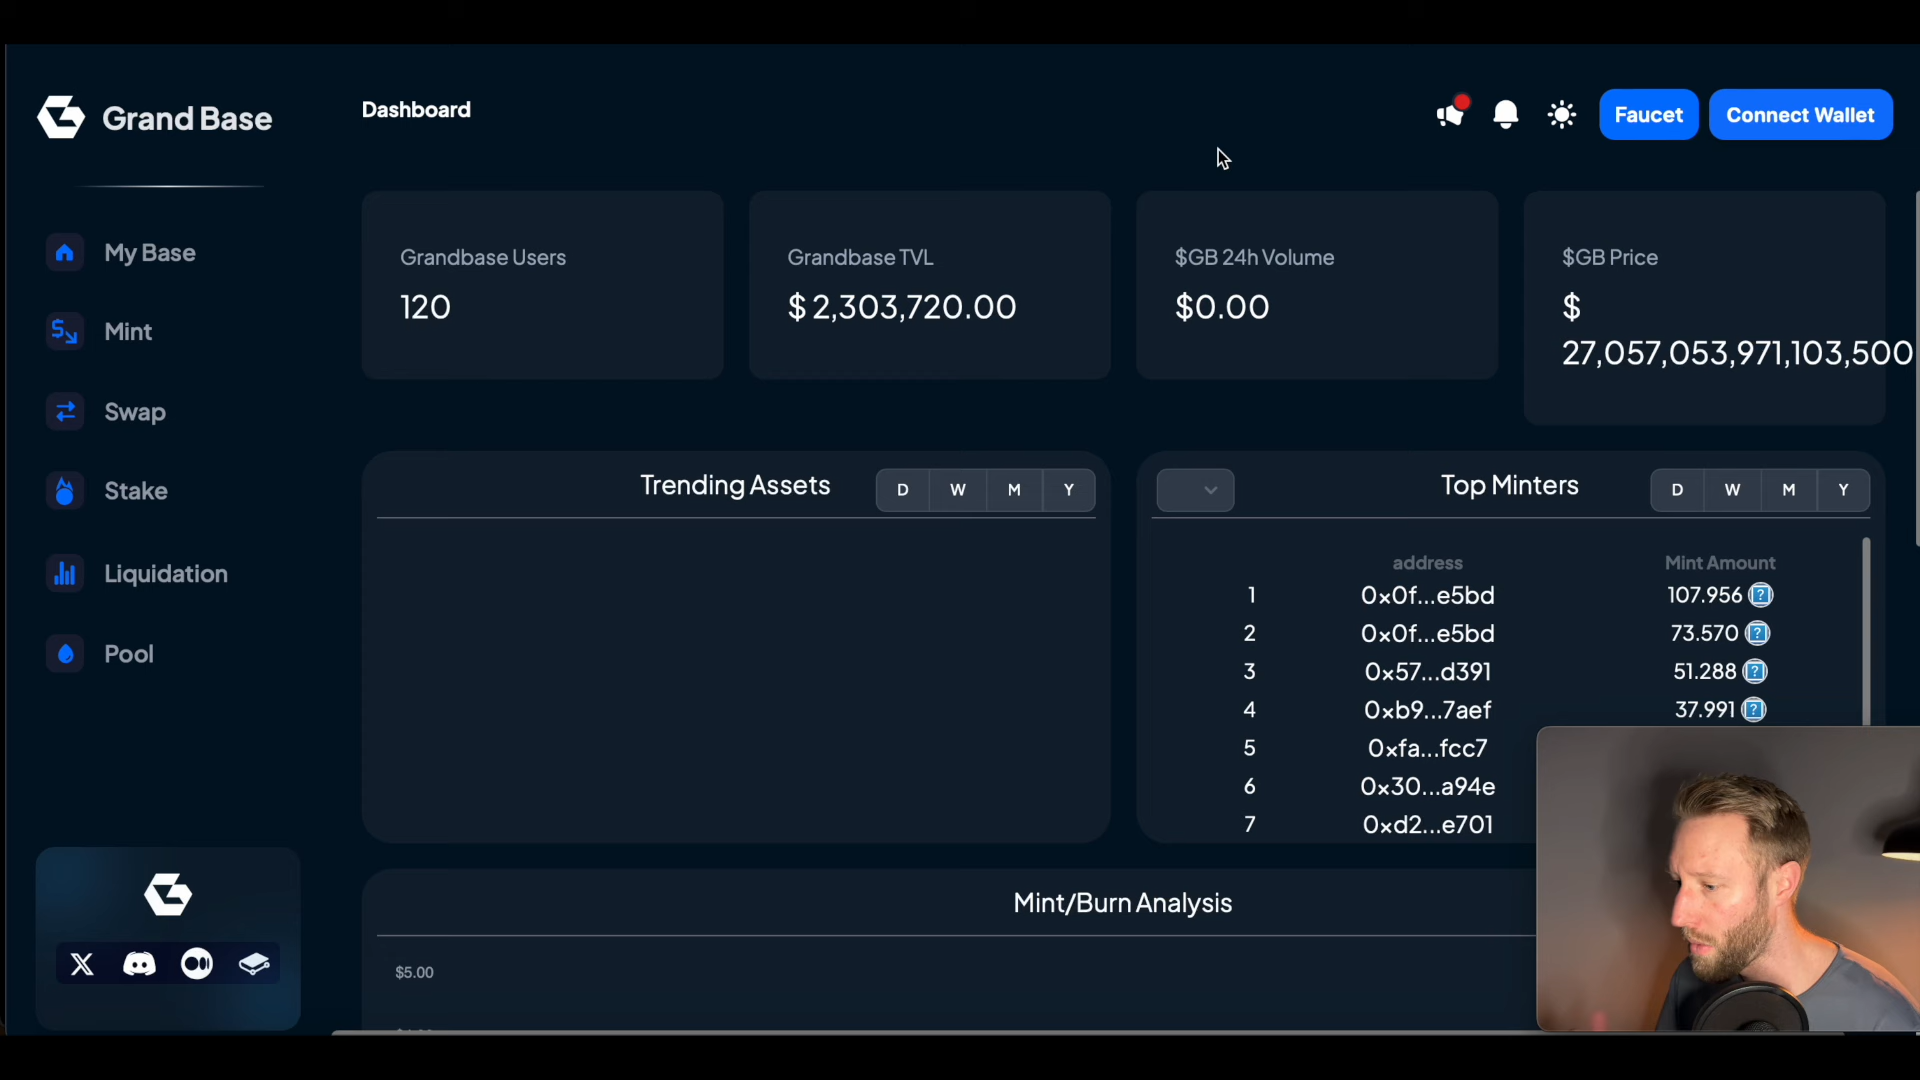 Grand Base
Dashboard
Faucet
Connect Wallet
My Base
Mint
Swap
Stake
Liquidation
Pool
Grandbase Users
120
Grandbase TVL
$ 2,303,720.00
$GB 24h Volume
$0.00
$GB Price
$
27,057,053,971,103,500
Trending Assets
D W M Y
Top Minters
D W M Y
address Mint Amount
1 0x0f...e5bd 107.956
2 0x0f...e5bd 73.570
3 0x57...d391 51.288
4 0xb9...7aef 37.991
5 0xfa...fcc7
6 0x30...a94e
7 0xd2...e701
Mint/Burn Analysis
$5.00